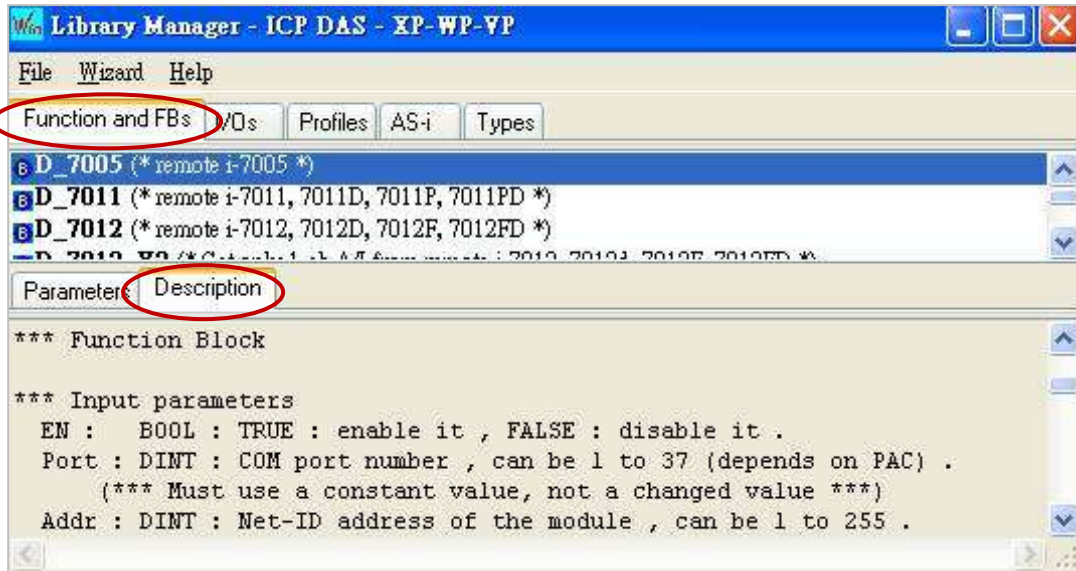 Win Library Manager - ICP DAS - XP-WP-VP
File Wizard Help
Function and FBs I/Os Profiles AS-i Types
B D_7005 (* remote i-7005 *)
B D_7011 (* remote i-7011, 7011D, 7011P, 7011PD *)
B D_7012 (* remote i-7012, 7012D, 7012F, 7012FD *)
Parameters Description
*** Function Block
*** Input parameters
EN : BOOL : TRUE : enable it , FALSE : disable it .
Port : DINT : COM port number , can be 1 to 37 (depends on PAC) .
(*** Must use a constant value, not a changed value ***)
Addr : DINT : Net-ID address of the module , can be 1 to 255 .